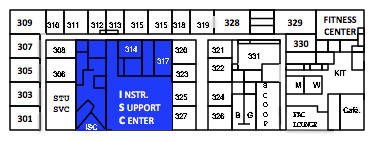 309 310 311 312 313 315 318 319 328 329 FITNESS
CENTER
307 308 314 317 320 321 330
305 306 323 322 331 KIT
303 STU
SVC
I NSTR.
S UPPORT
C ENTER
325 324 S
C
O
O
P
M W
301 ISC 327 326 B G FAC
LOUNGE
Café.